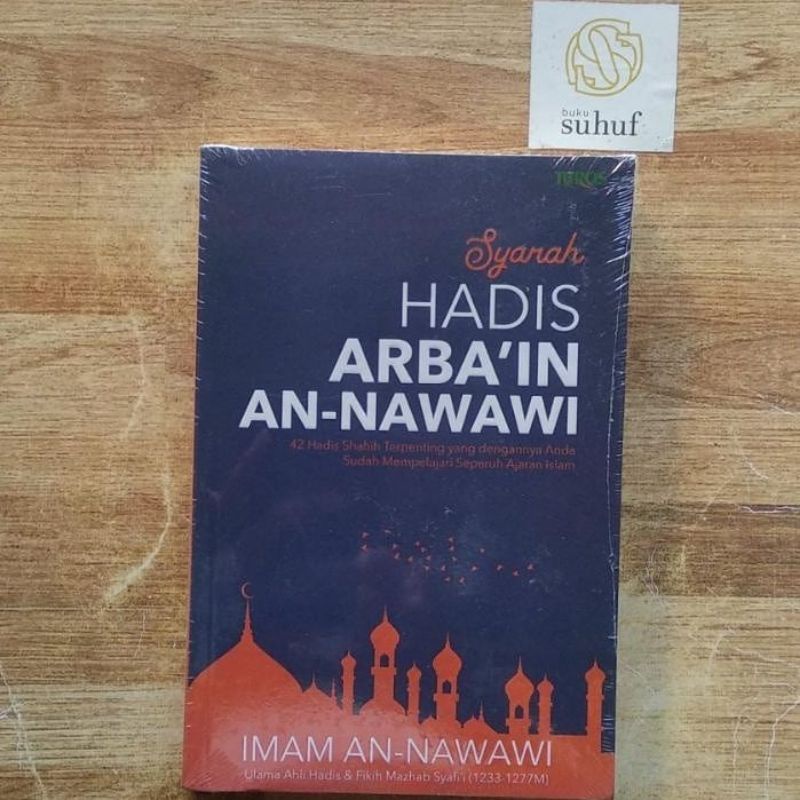 buku
suhuf
TUROS
Syarah
HADIS
ARBA'IN
AN-NAWAWI
42 Hadis Shahih Terpenting yang dengannya Anda
Sudah Mempelajari Separuh Ajaran Islam
IMAM AN-NAWAWI
Ulama Ahli Hadis & Fikih Mazhab Syafi'i (1233-1277M)